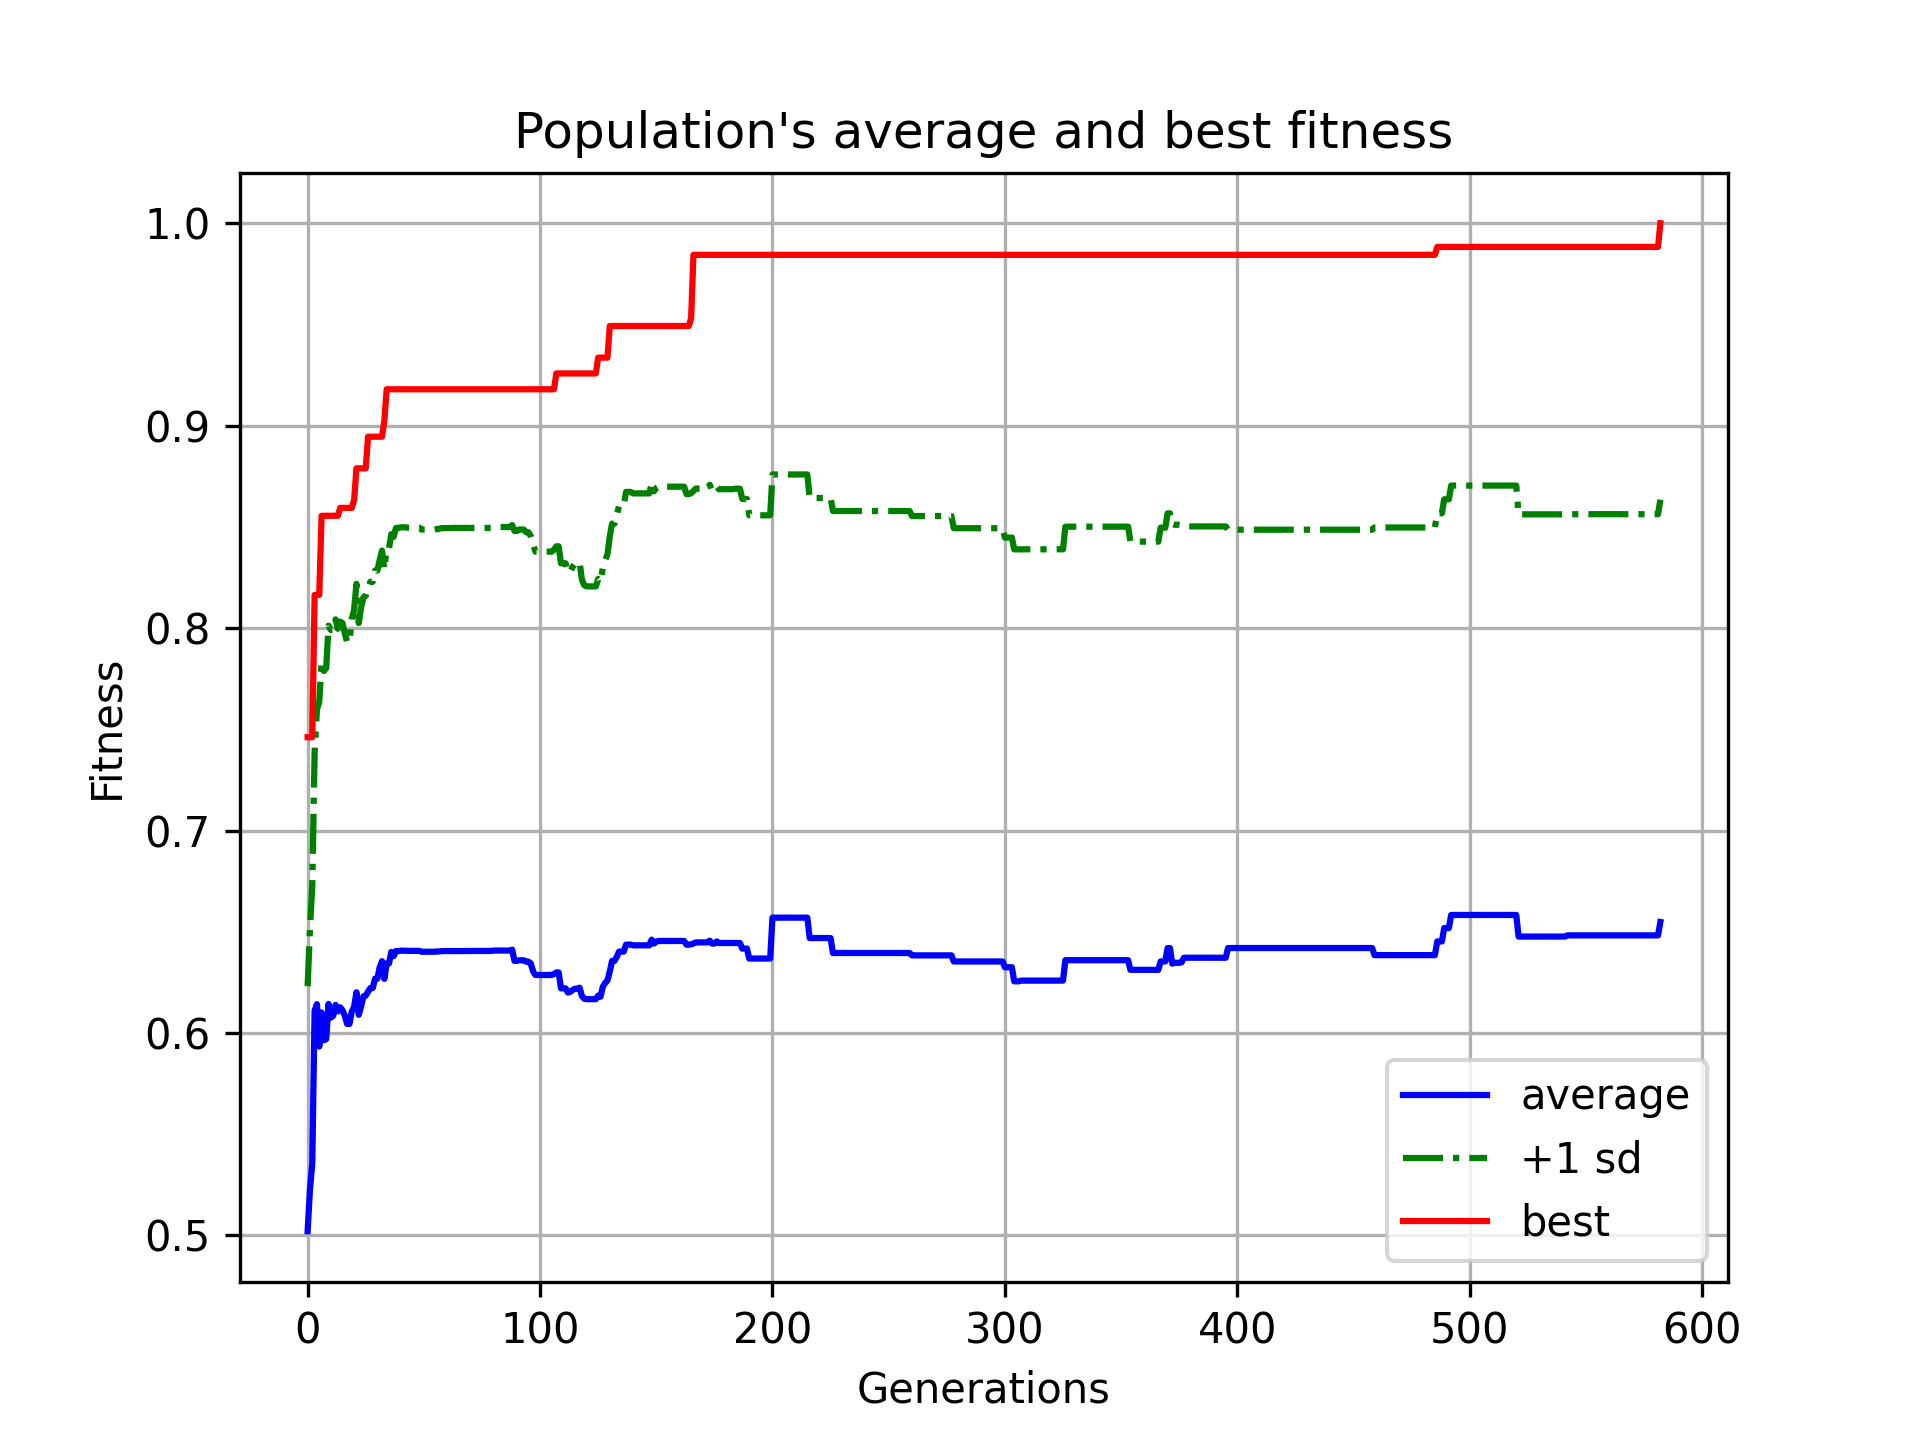 Population's average and best fitness
1.0
0.9
0.8
0.7
0.6
0.5
Fitness
0 100 200 300 400 500 600
Generations
average
+1 sd
best